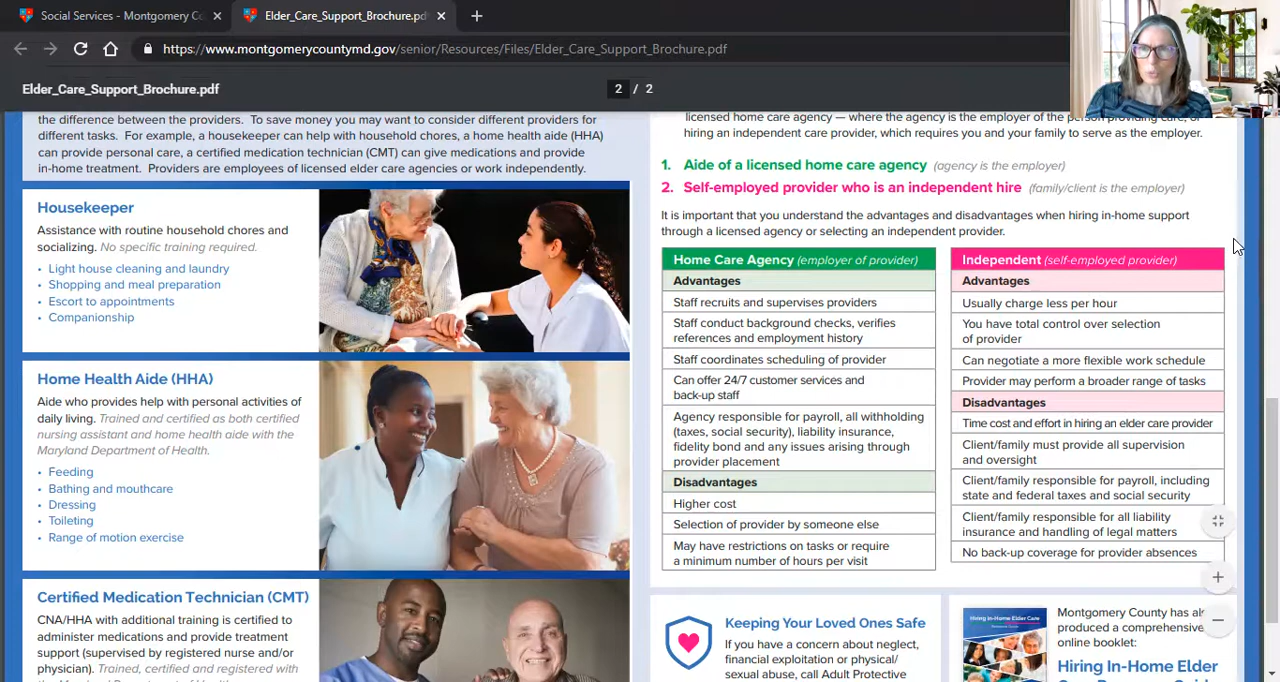 Social Services - Montgomery Co
Elder_Care_Support_Brochure.pdf
https://www.montgomerycountymd.gov/senior/Resources/Files/Elder_Care_Support_Brochure.pdf
Elder_Care_Support_Brochure.pdf
2 / 2
the difference between the providers. To save money you may want to consider different providers for
different tasks. For example, a housekeeper can help with household chores, a home health aide (HHA)
can provide personal care, a certified medication technician (CMT) can give medications and provide
in-home treatment. Providers are employees of licensed elder care agencies or work independently.
Housekeeper
Assistance with routine household chores and
socializing. No specific training required.
• Light house cleaning and laundry
• Shopping and meal preparation
• Escort to appointments
• Companionship
Home Health Aide (HHA)
Aide who provides help with personal activities of
daily living. Trained and certified as both certified
nursing assistant and home health aide with the
Maryland Department of Health.
• Feeding
• Bathing and mouthcare
• Dressing
• Toileting
• Range of motion exercise
Certified Medication Technician (CMT)
CNA/HHA with additional training is certified to
administer medications and provide treatment
support (supervised by registered nurse and/or
physician). Trained, certified and registered with
licensed home care agency — where the agency is the employer of the person providing care, or
hiring an independent care provider, which requires you and your family to serve as the employer.
1. Aide of a licensed home care agency (agency is the employer)
2. Self-employed provider who is an independent hire (family/client is the employer)
It is important that you understand the advantages and disadvantages when hiring in-home support
through a licensed agency or selecting an independent provider.
Home Care Agency (employer of provider)
Advantages
Staff recruits and supervises providers
Staff conduct background checks, verifies
references and employment history
Staff coordinates scheduling of provider
Can offer 24/7 customer services and
back-up staff
Agency responsible for payroll, all withholding
(taxes, social security), liability insurance,
fidelity bond and any issues arising through
provider placement
Disadvantages
Higher cost
Selection of provider by someone else
May have restrictions on tasks or require
a minimum number of hours per visit
Independent (self-employed provider)
Advantages
Usually charge less per hour
You have total control over selection
of provider
Can negotiate a more flexible work schedule
Provider may perform a broader range of tasks
Disadvantages
Time cost and effort in hiring an elder care provider
Client/family must provide all supervision
and oversight
Client/family responsible for payroll, including
state and federal taxes and social security
Client/family responsible for all liability
insurance and handling of legal matters
No back-up coverage for provider absences
Keeping Your Loved Ones Safe
If you have a concern about neglect,
financial exploitation or physical/
sexual abuse, call Adult Protective
Hiring In-Home Elder Care
Montgomery County has
produced a comprehensive
online booklet:
Hiring In-Home Elder